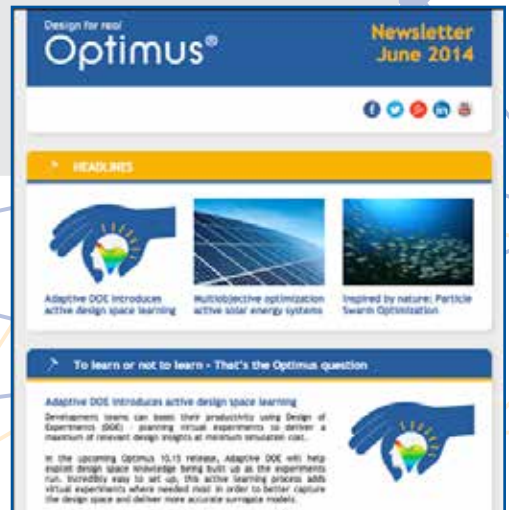 Design for real
Optimus®
Newsletter
June 2014
HEADLINES
Adaptive DOE introduces
active design space learning
Multiobjective optimization
active solar energy systems
Inspired by nature: Particle
Swarm Optimization
To learn or not to learn - That's the Optimus question
Adaptive DOE introduces active design space learning
Development teams can boost their productivity using Design of
Experiments (DOE) - planning virtual experiments to deliver a
maximum of relevant design insights at minimum simulation cost.
In the upcoming Optimus 10.15 release, Adaptive DOE will help
exploit design space knowledge being built up as the experiments
run. Incredibly easy to set up, this active learning process adds
virtual experiments where needed most in order to better capture
the design space and deliver more accurate surrogate models.